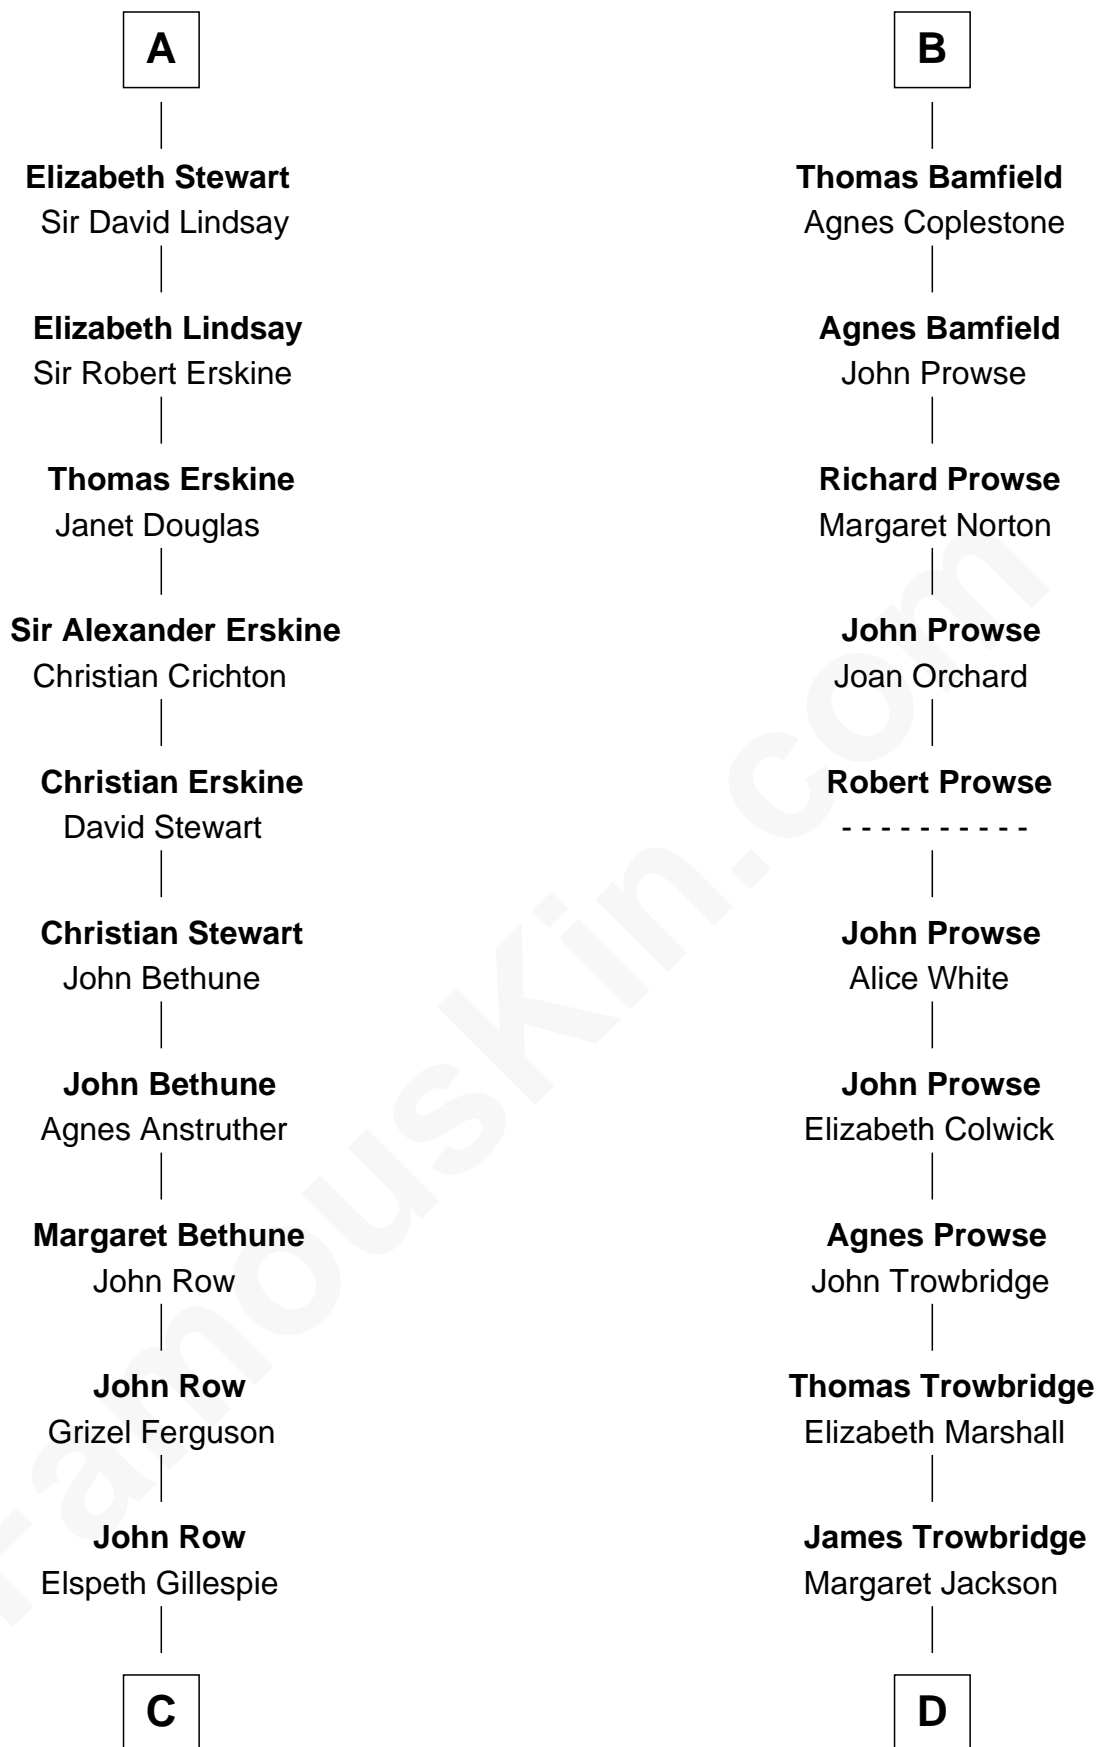 A
Elizabeth Stewart
Sir David Lindsay
Elizabeth Lindsay
Sir Robert Erskine
Thomas Erskine
Janet Douglas
Sir Alexander Erskine
Christian Crichton
Christian Erskine
David Stewart
Christian Stewart
John Bethune
John Bethune
Agnes Anstruther
Margaret Bethune
John Row
John Row
Grizel Ferguson
John Row
Elspeth Gillespie
C
B
Thomas Bamfield
Agnes Coplestone
Agnes Bamfield
John Prowse
Richard Prowse
Margaret Norton
John Prowse
Joan Orchard
Robert Prowse
- - - - - - - - - -
John Prowse
Alice White
John Prowse
Elizabeth Colwick
Agnes Prowse
John Trowbridge
Thomas Trowbridge
Elizabeth Marshall
James Trowbridge
Margaret Jackson
D
FamousKin.com